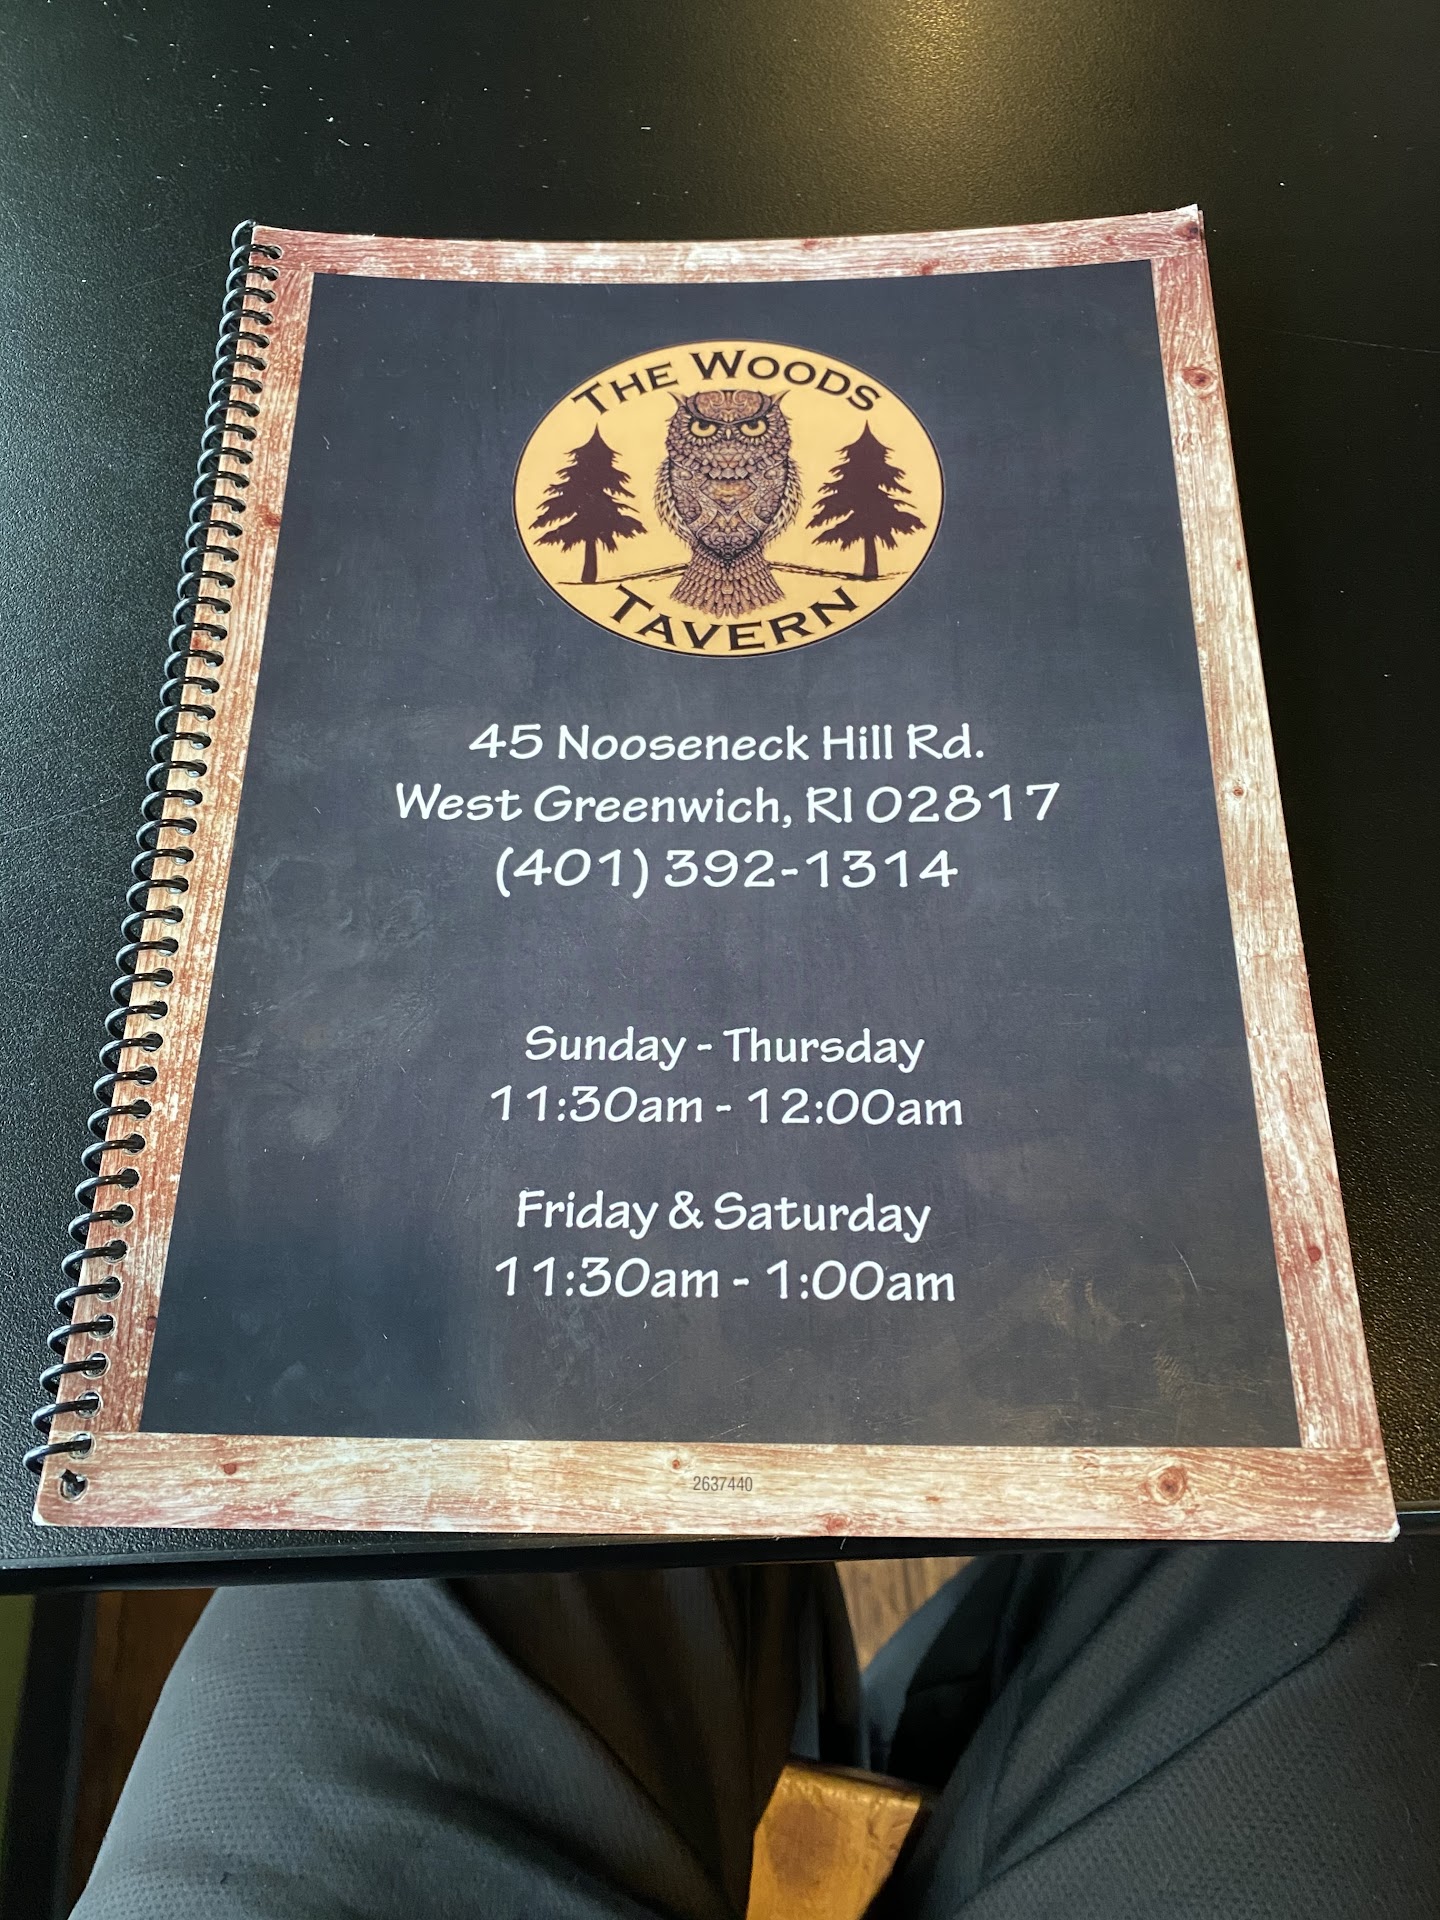 THE WOODS
TAVERN
45 Nooseneck Hill Rd.
West Greenwich, RI 02817
(401) 392-1314
Sunday - Thursday
11:30am - 12:00am
Friday & Saturday
11:30am - 1:00am
2637440